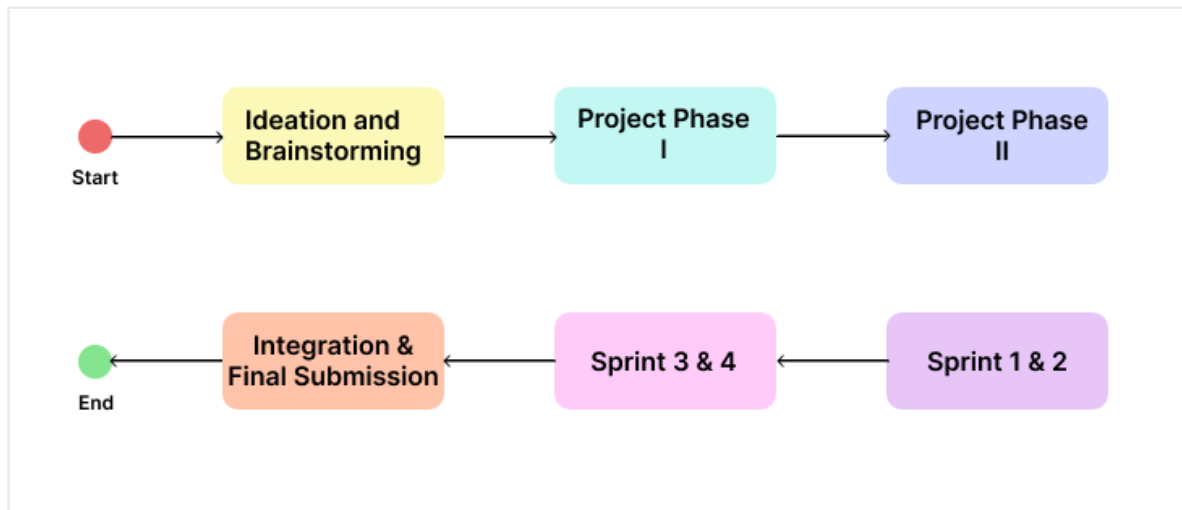 Ideation and
Brainstorming
Project Phase
I
Project Phase
II
Start
Integration &
Final Submission
Sprint 3 & 4
Sprint 1 & 2
End